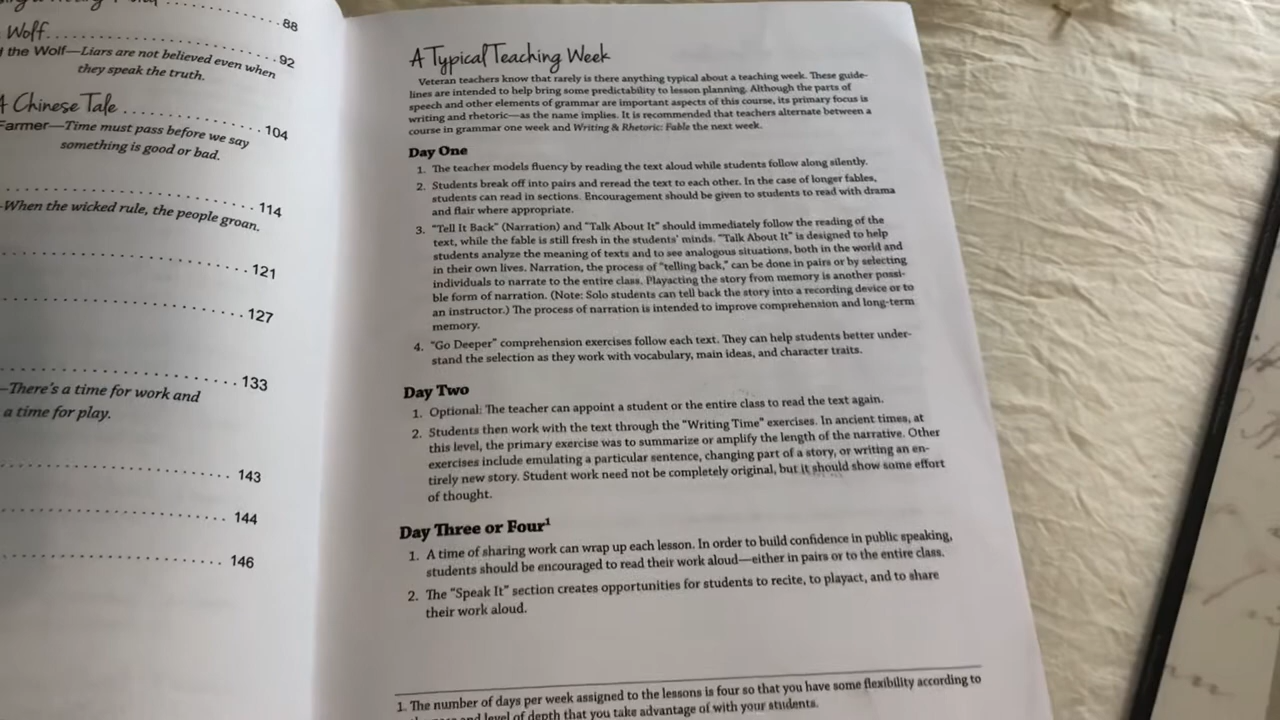 88
Wolf
92
the Wolf—Liars are not believed even when
they speak the truth.
A Chinese Tale
104
Farmer—Time must pass before we say
something is good or bad.
114
When the wicked rule, the people groan.
121
127
133
—There's a time for work and
a time for play.
143
144
146
A Typical Teaching Week
Veteran teachers know that rarely is there anything typical about a teaching week. These guide-
lines are intended to help bring some predictability to lesson planning. Although the parts of
speech and other elements of grammar are important aspects of this course, its primary focus is
writing and rhetoric—as the name implies. It is recommended that teachers alternate between a
course in grammar one week and Writing & Rhetoric: Fable the next week.
Day One
1. The teacher models fluency by reading the text aloud while students follow along silently.
2. Students break off into pairs and reread the text to each other. In the case of longer fables,
students can read in sections. Encouragement should be given to students to read with drama
and flair where appropriate.
3. "Tell It Back" (Narration) and "Talk About It" should immediately follow the reading of the
text, while the fable is still fresh in the students' minds. "Talk About It" is designed to help
students analyze the meaning of texts and to see analogous situations, both in the world and
in their own lives. Narration, the process of "telling back," can be done in pairs or by selecting
individuals to narrate to the entire class. Playacting the story from memory is another possi-
ble form of narration. (Note: Solo students can tell back the story into a recording device or to
an instructor.) The process of narration is intended to improve comprehension and long-term
memory.
4. "Go Deeper" comprehension exercises follow each text. They can help students better under-
stand the selection as they work with vocabulary, main ideas, and character traits.
Day Two
1. Optional: The teacher can appoint a student or the entire class to read the text again.
2. Students then work with the text through the "Writing Time" exercises. In ancient times, at
this level, the primary exercise was to summarize or amplify the length of the narrative. Other
exercises include emulating a particular sentence, changing part of a story, or writing an en-
tirely new story. Student work need not be completely original, but it should show some effort
of thought.
Day Three or Four¹
1. A time of sharing work can wrap up each lesson. In order to build confidence in public speaking,
students should be encouraged to read their work aloud—either in pairs or to the entire class.
2. The "Speak It" section creates opportunities for students to recite, to playact, and to share
their work aloud.
1. The number of days per week assigned to the lessons is four so that you have some flexibility according to
and level of depth that you take advantage of with your students.